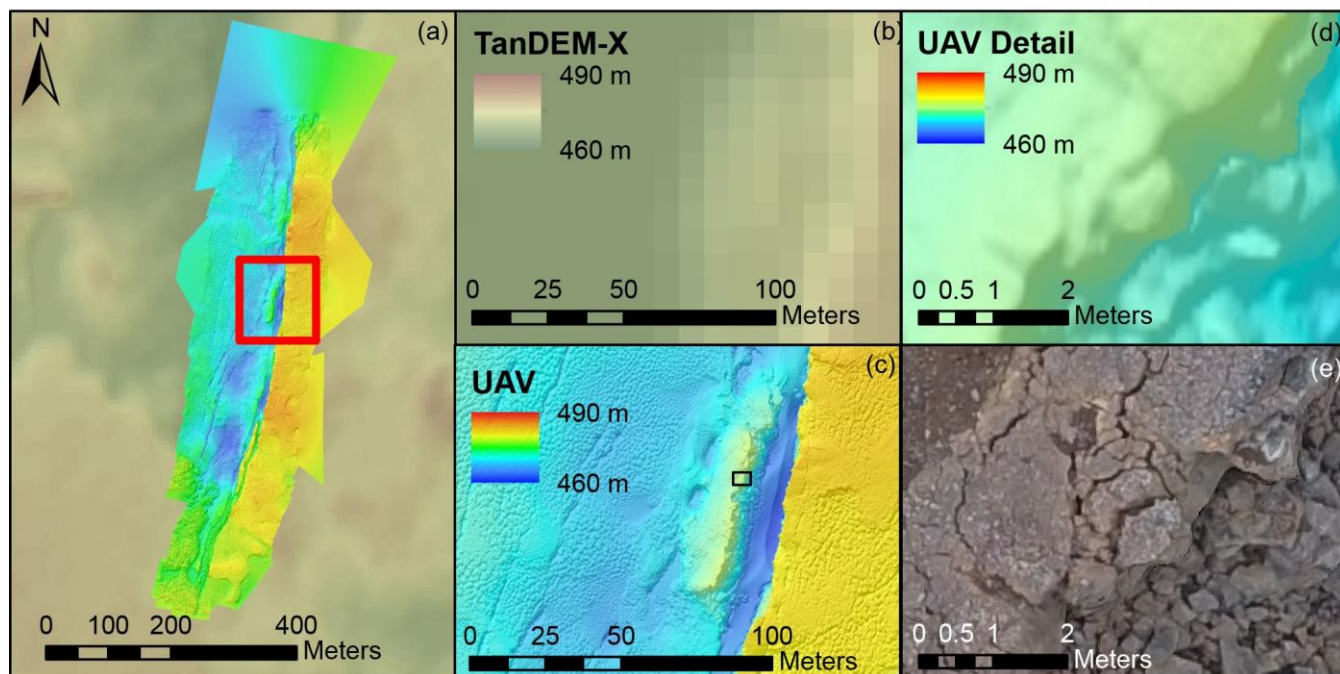 N
(a)
0 100 200 400
Meters
TanDEM-X
(b)
490 m
460 m
0 25 50 100
Meters
UAV
(c)
490 m
460 m
0 25 50 100
Meters
UAV Detail
(d)
490 m
460 m
0 0.5 1 2
Meters
(e)
0 0.5 1 2
Meters